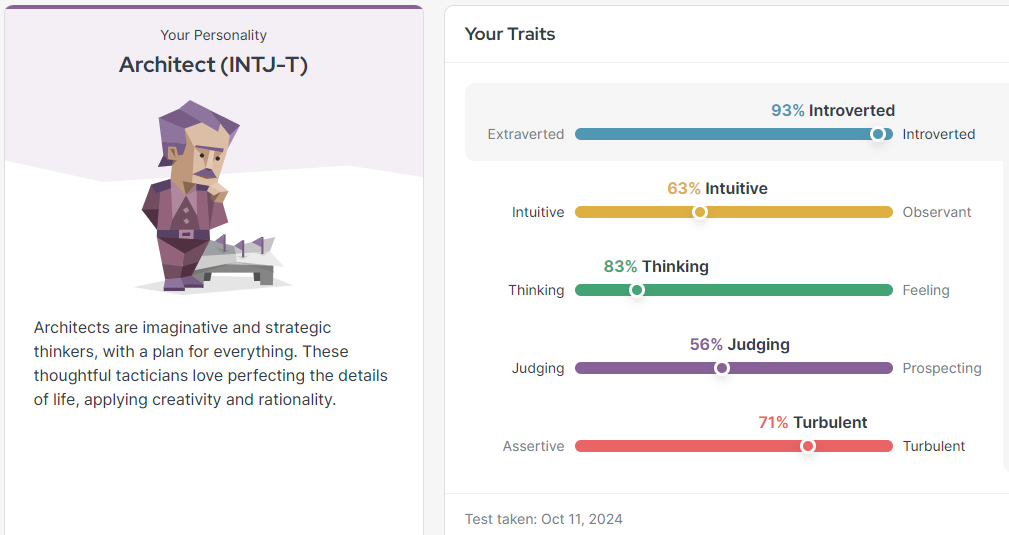 Your Personality
Architect (INTJ-T)
Architects are imaginative and strategic
thinkers, with a plan for everything. These
thoughtful tacticians love perfecting the details
of life, applying creativity and rationality.
Your Traits
93% Introverted
Extraverted Introverted
63% Intuitive
Intuitive Observant
83% Thinking
Thinking Feeling
56% Judging
Judging Prospecting
71% Turbulent
Assertive Turbulent
Test taken: Oct 11, 2024